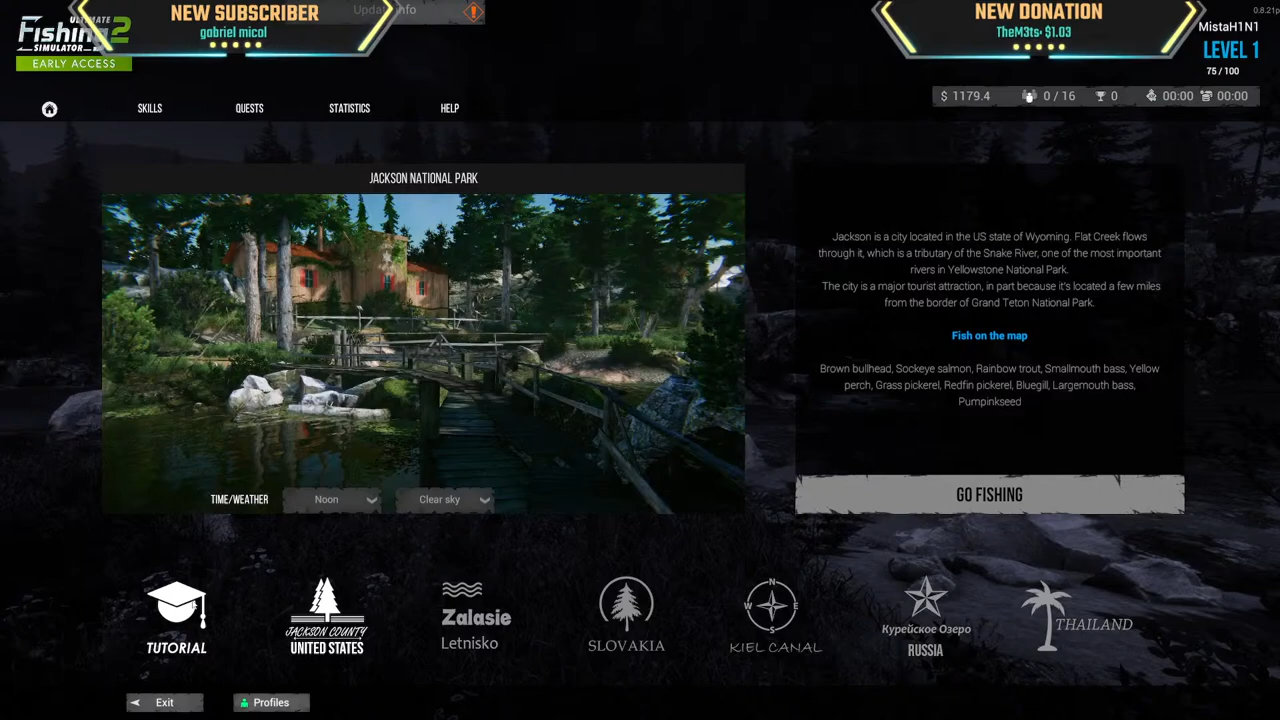 ULTIMATE
Fishing 2
SIMULATOR
EARLY ACCESS
NEW SUBSCRIBER
gabriel micol
Update info
NEW DONATION
TheM3ts: $1.03
0.8.21p
MistaH1N1
LEVEL 1
75 / 100
$ 1179.4
0 / 16
0
00:00
00:00
SKILLS
QUESTS
STATISTICS
HELP
JACKSON NATIONAL PARK
TIME/WEATHER
Noon
Clear sky
Jackson is a city located in the US state of Wyoming. Flat Creek flows
through it, which is a tributary of the Snake River, one of the most important
rivers in Yellowstone National Park.
The city is a major tourist attraction, in part because it's located a few miles
from the border of Grand Teton National Park.
Fish on the map
Brown bullhead, Sockeye salmon, Rainbow trout, Smallmouth bass, Yellow
perch, Grass pickerel, Redfin pickerel, Bluegill, Largemouth bass,
Pumpinkseed
GO FISHING
TUTORIAL
JACKSON COUNTY
UNITED STATES
Zalasie
Letnisko
SLOVAKIA
N
W E
S
KIEL CANAL
Курейское Озеро
RUSSIA
THAILAND
Exit
Profiles